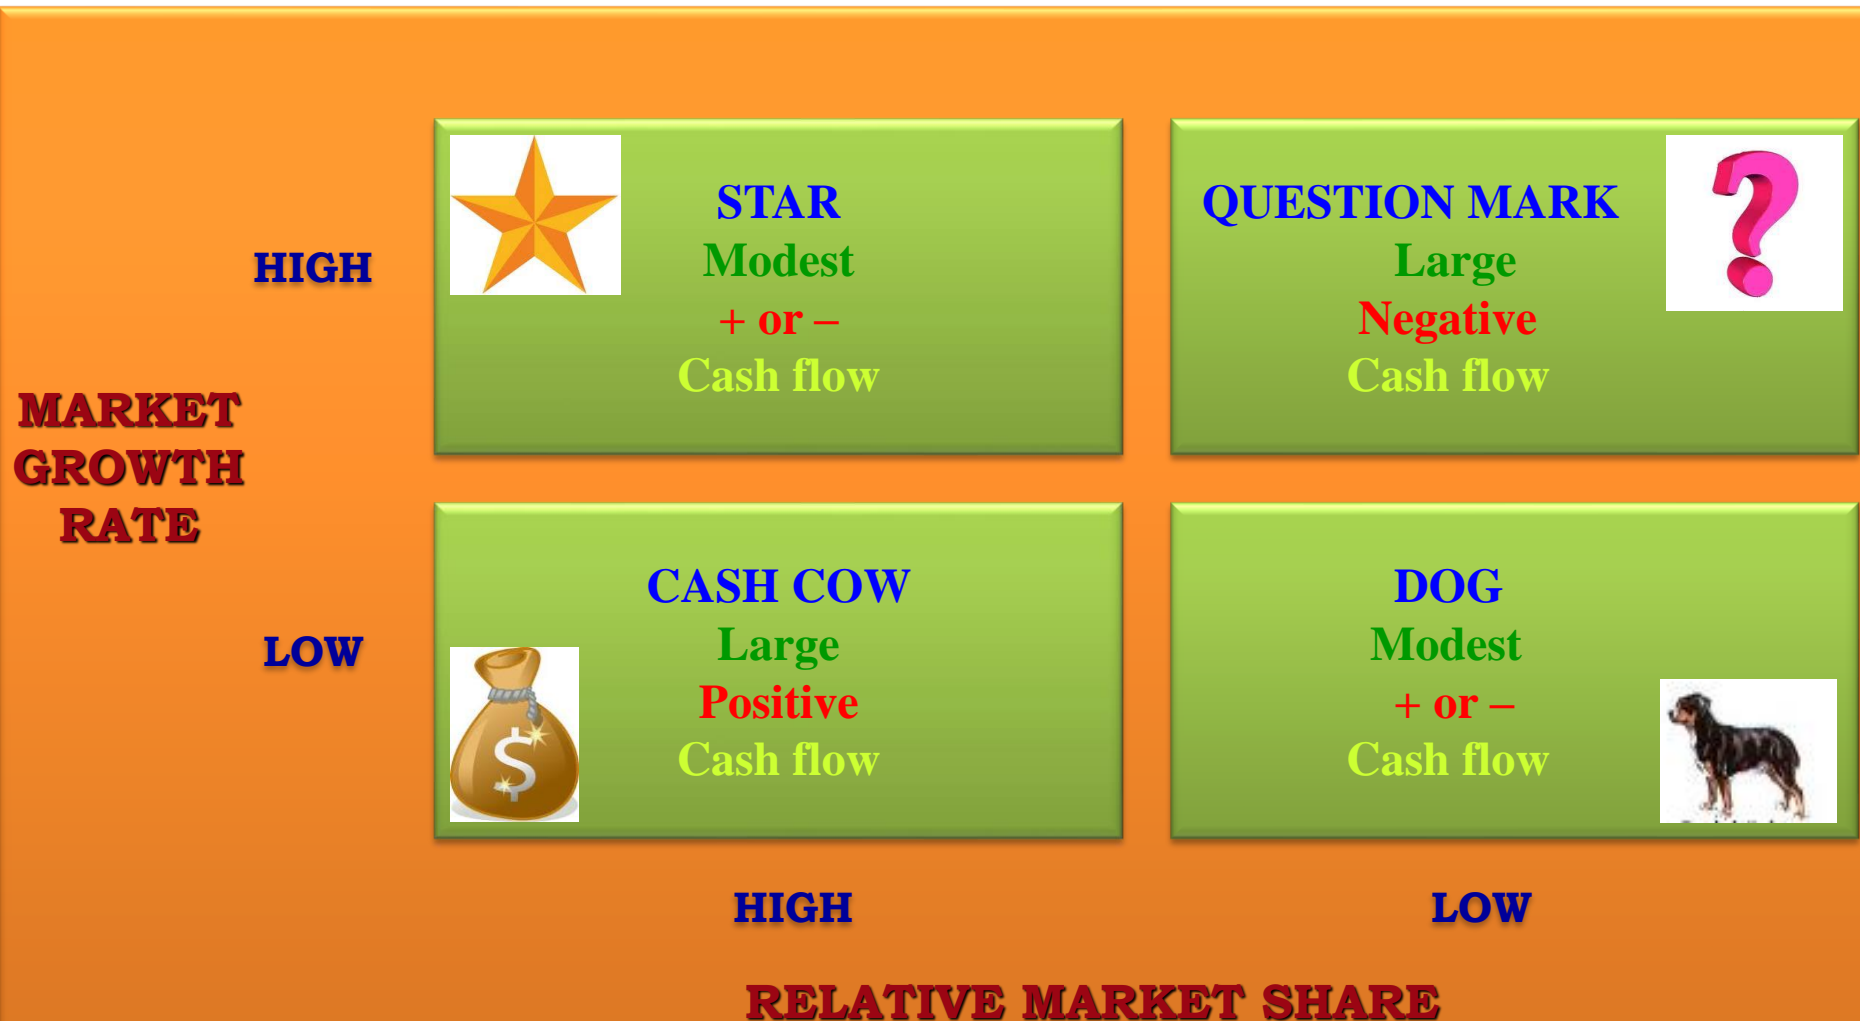 STAR
Modest
+ or –
Cash flow
QUESTION MARK
Large
Negative
Cash flow
HIGH
MARKET
GROWTH
RATE
CASH COW
Large
Positive
Cash flow
DOG
Modest
+ or –
Cash flow
LOW
$
HIGH
LOW
RELATIVE MARKET SHARE